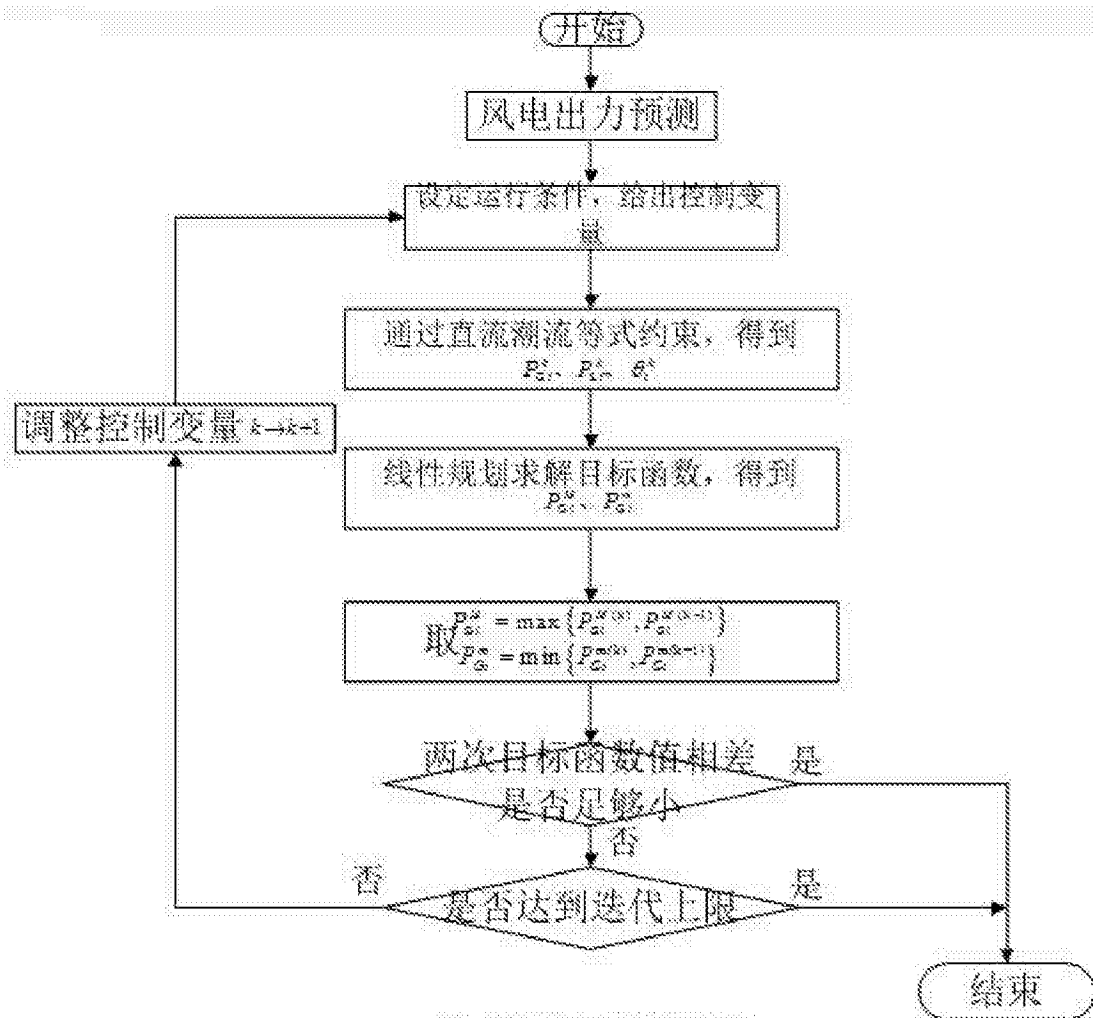 开始
风电出力预测
设定运行条件，给出控制变
量
通过直流潮流等式约束，得到
调整控制变量
线性规划求解目标函数，得到
取
= max{
= min{
两次目标函数值相差
是否足够小
是
否
是否达到迭代上限
否
是
结束